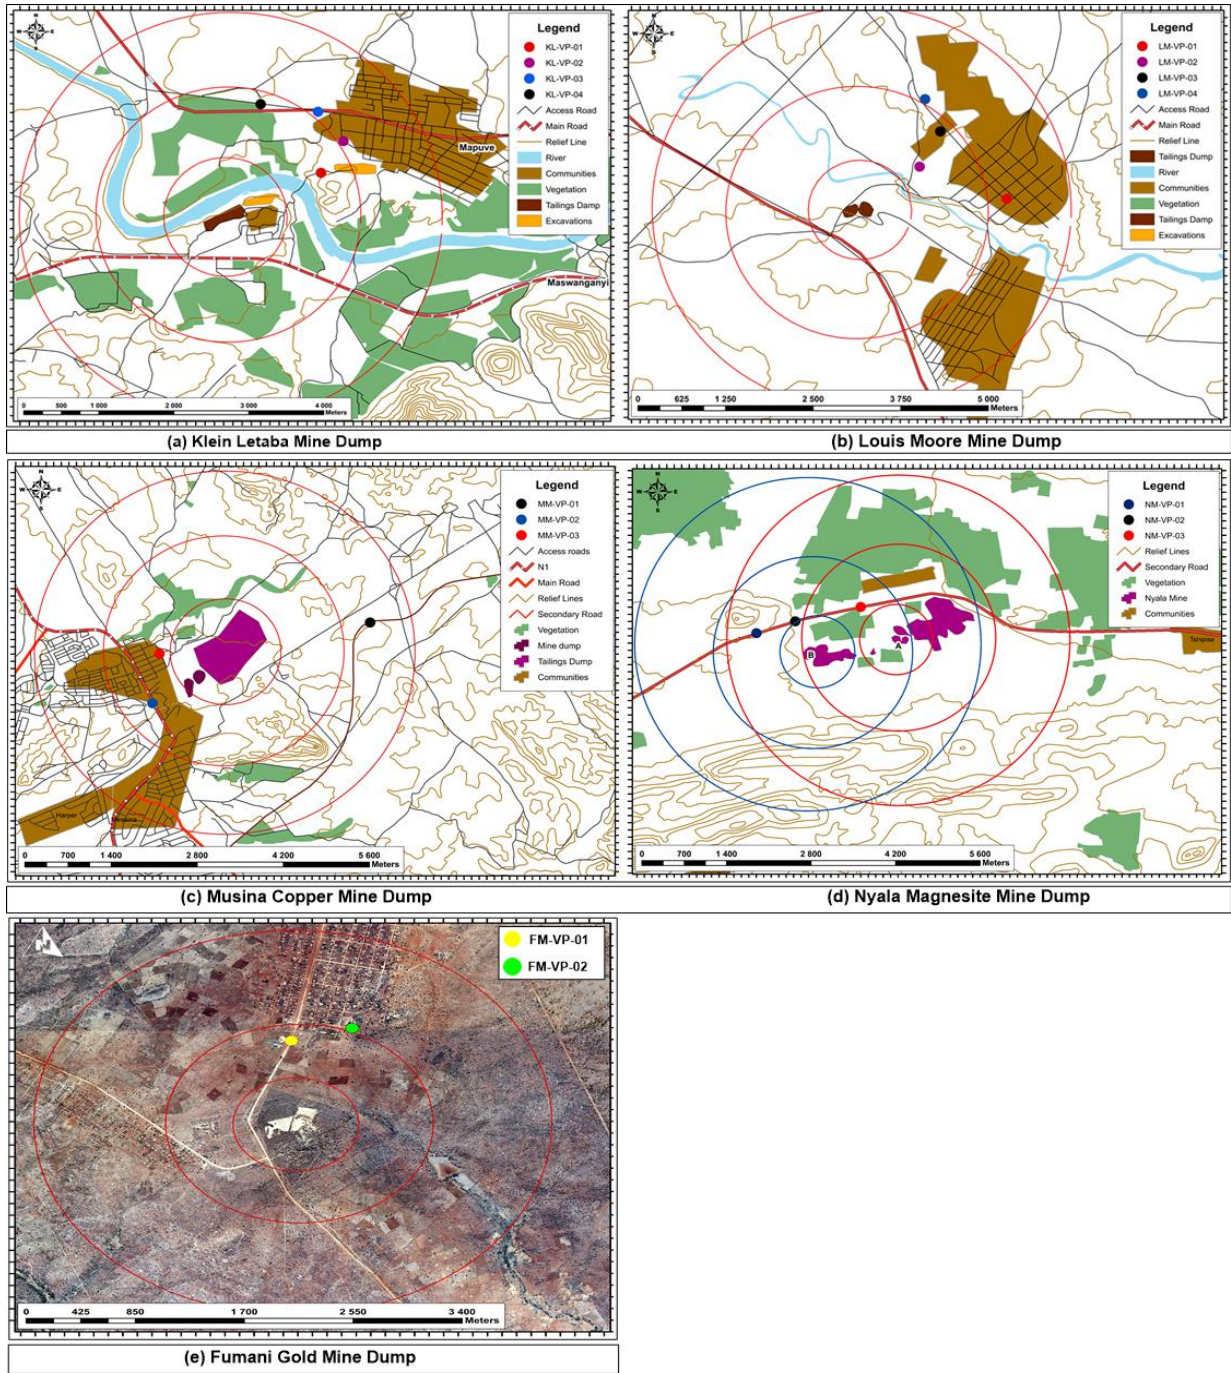 N
W E
S
Legend
KL-VP-01
KL-VP-02
KL-VP-03
KL-VP-04
Access Road
Main Road
Relief Line
River
Communities
Vegetation
Tailings Damp
Excavations
Mapuve
Maswanganyi
0 500 1 000 2 000 3 000 4 000
Meters
(a) Klein Letaba Mine Dump
N
W E
S
Legend
LM-VP-01
LM-VP-02
LM-VP-03
LM-VP-04
Access Road
Main Road
Relief Line
Tailings Dump
River
Communities
Vegetation
Tailings Damp
Excavations
0 625 1 250 2 500 3 750 5 000
Meters
(b) Louis Moore Mine Dump
N
W E
S
Legend
MM-VP-01
MM-VP-02
MM-VP-03
Access roads
N1
Main Road
Relief Lines
Secondary Road
Vegetation
Mine dump
Tailings Dump
Communities
Harper
0 700 1 400 2 800 4 200 5 600
Meters
(c) Musina Copper Mine Dump
N
W E
S
Legend
NM-VP-01
NM-VP-02
NM-VP-03
Relief Lines
Secondary Road
Vegetation
Nyala Mine
Communities
A
B
Tshipise
0 700 1 400 2 800 4 200 5 600
Meters
(d) Nyala Magnesite Mine Dump
N
FM-VP-01
FM-VP-02
0 425 850 1 700 2 550 3 400
Meters
(e) Fumani Gold Mine Dump